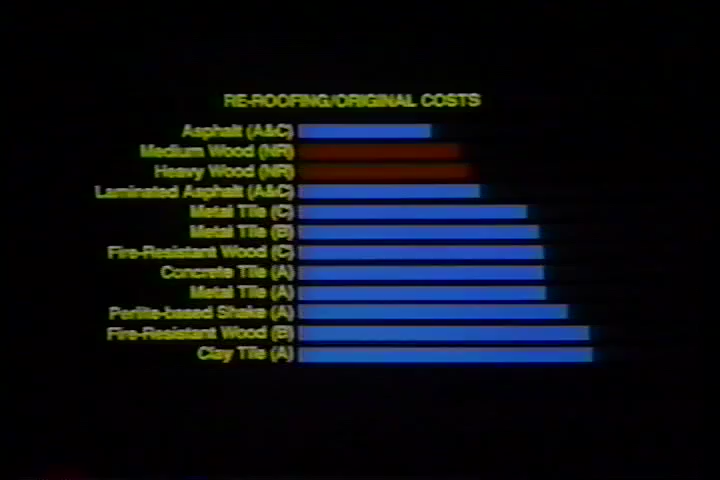 RE-ROOFING/ORIGINAL COSTS
Asphalt (A&C)
Medium Wood (NR)
Heavy Wood (NR)
Laminated Asphalt (A&C)
Metal Tile (C)
Metal Tile (B)
Fire-Resistant Wood (C)
Concrete Tile (A)
Metal Tile (A)
Perlite-based Shake (A)
Fire-Resistant Wood (B)
Clay Tile (A)